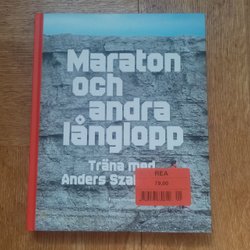 Maraton
och
andra
långlopp
Träna med
Anders
REA
79,00